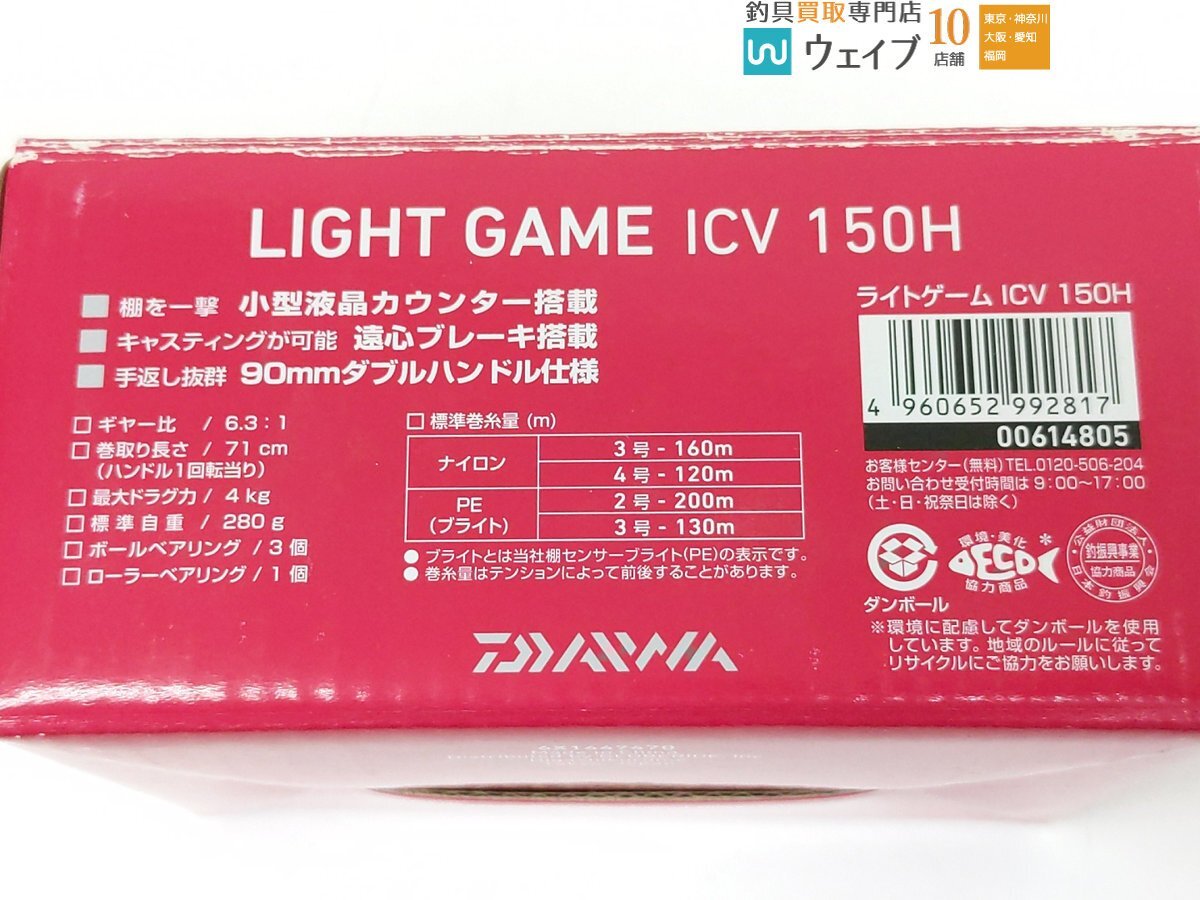 釣具買取専門店
ウェイブ
10
店舗
東京・神奈川
大阪・愛知
福岡
LIGHT GAME ICV 150H
棚を一撃 小型液晶カウンター搭載
キャスティングが可能 遠心ブレーキ搭載
手返し抜群 90mmダブルハンドル仕様
□ ギヤー比 / 6.3:1
□ 巻取り長さ / 71cm
(ハンドル1回転当り)
□ 最大ドラグ力 / 4kg
□ 標準自重 / 280g
□ ボールベアリング / 3個
□ ローラーベアリング / 1個
□ 標準巻糸量 (m)
ナイロン
3号-160m
4号-120m
PE
(ブライト)
2号-200m
3号-130m
● ブライトとは当社棚センサーブライト(PE)の表示です。
● 巻糸量はテンションによって前後することがあります。
DAIWA
ライトゲーム ICV 150H
4 960652 992817
00614805
お客様センター(無料)TEL.0120-506-204
お問い合わせ受付時間は 9:00〜17:00
(土・日・祝祭日は除く)
環境・美化
DECO
*
協力商品
公益財団法人
釣振興事業
協力商品
日本釣振興会
ダンボール
※環境に配慮してダンボールを使用
しています。地域のルールに従って
リサイクルにご協力をお願いします。